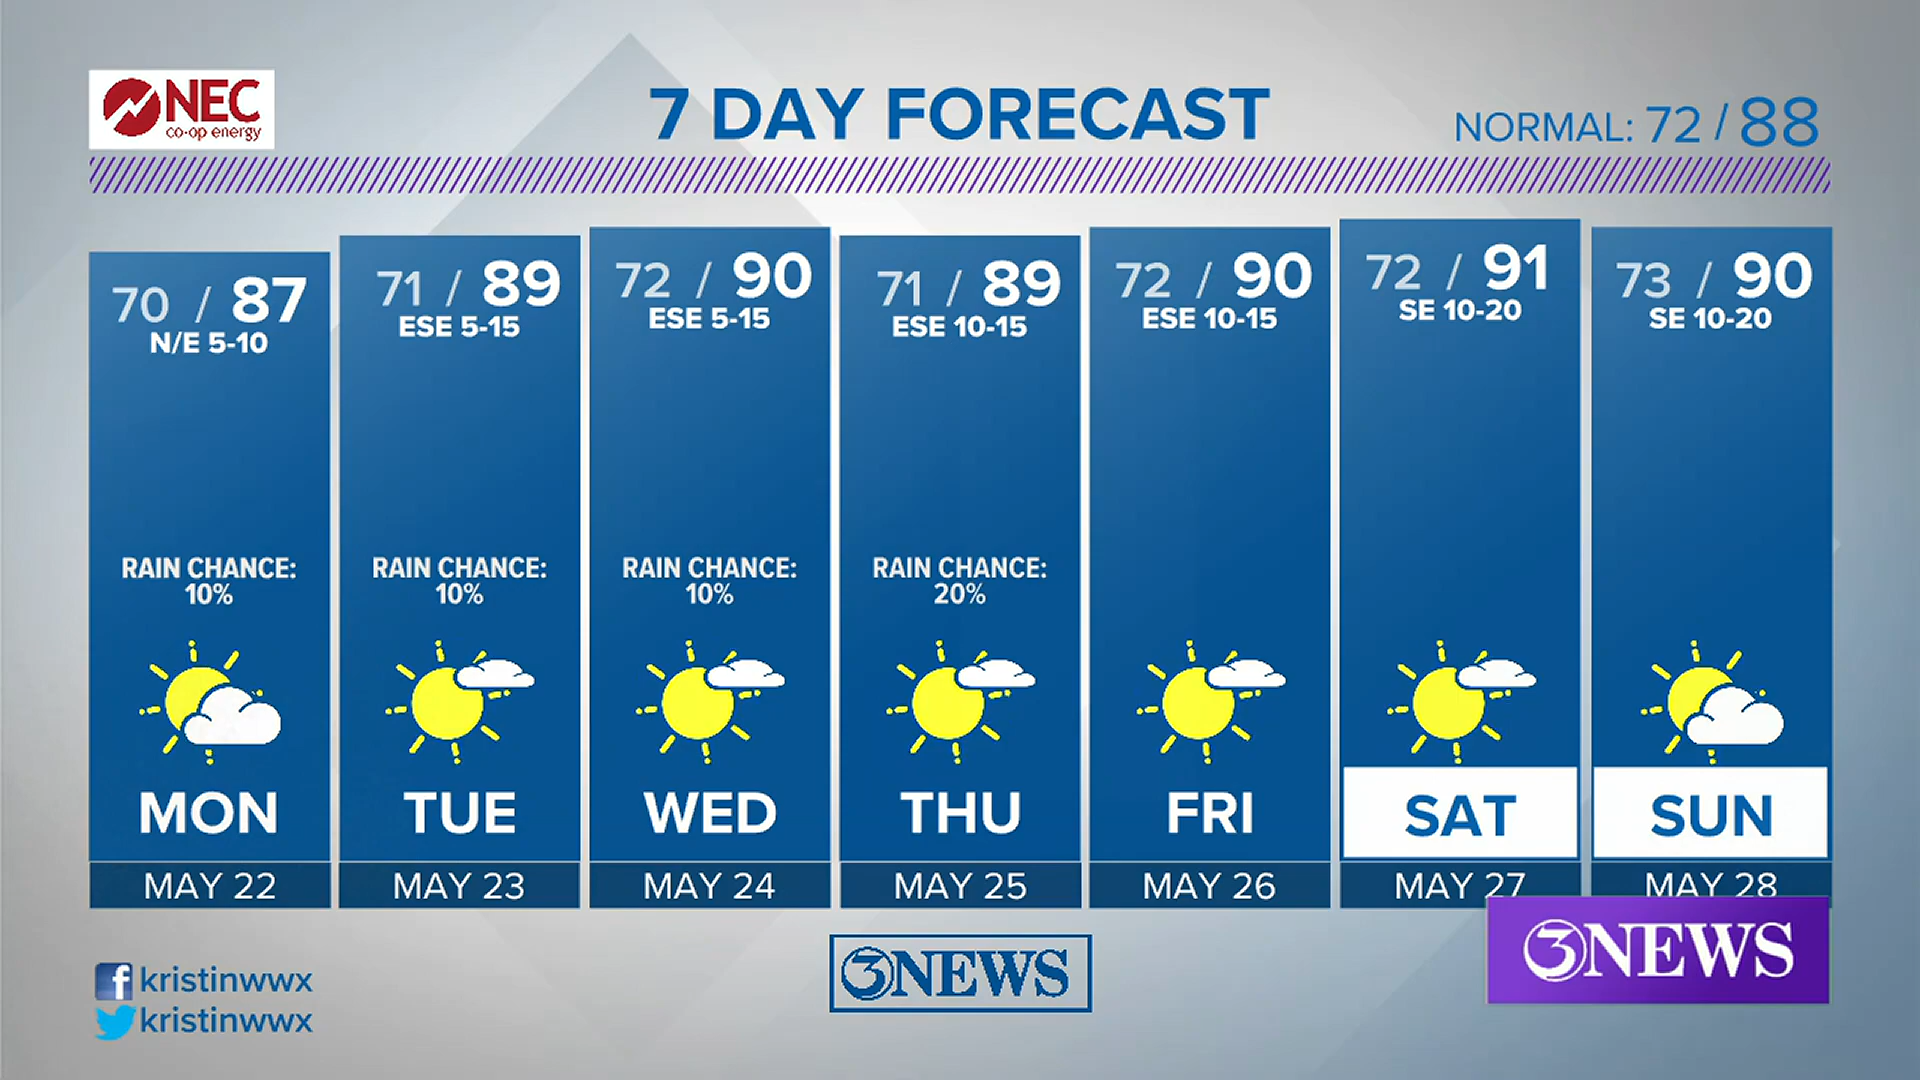 NEC
co-op energy
7 DAY FORECAST
NORMAL: 72 / 88
70 / 87
N/E 5-10
RAIN CHANCE:
10%
MON
MAY 22
71 / 89
ESE 5-15
RAIN CHANCE:
10%
TUE
MAY 23
72 / 90
ESE 5-15
RAIN CHANCE:
10%
WED
MAY 24
71 / 89
ESE 10-15
RAIN CHANCE:
20%
THU
MAY 25
72 / 90
ESE 10-15
FRI
MAY 26
72 / 91
SE 10-20
SAT
MAY 27
73 / 90
SE 10-20
SUN
MAY 28
f kristinwwx
kristinwwx
3NEWS
3NEWS